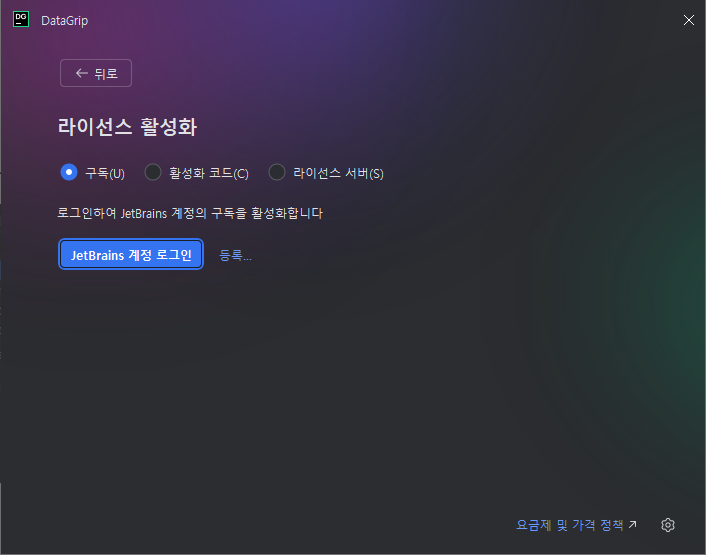 DG
DataGrip
← 뒤로
라이선스 활성화
구독(U) 활성화 코드(C) 라이선스 서버(S)
로그인하여 JetBrains 계정의 구독을 활성화합니다
JetBrains 계정 로그인 등록...
요금제 및 가격 정책 ↗